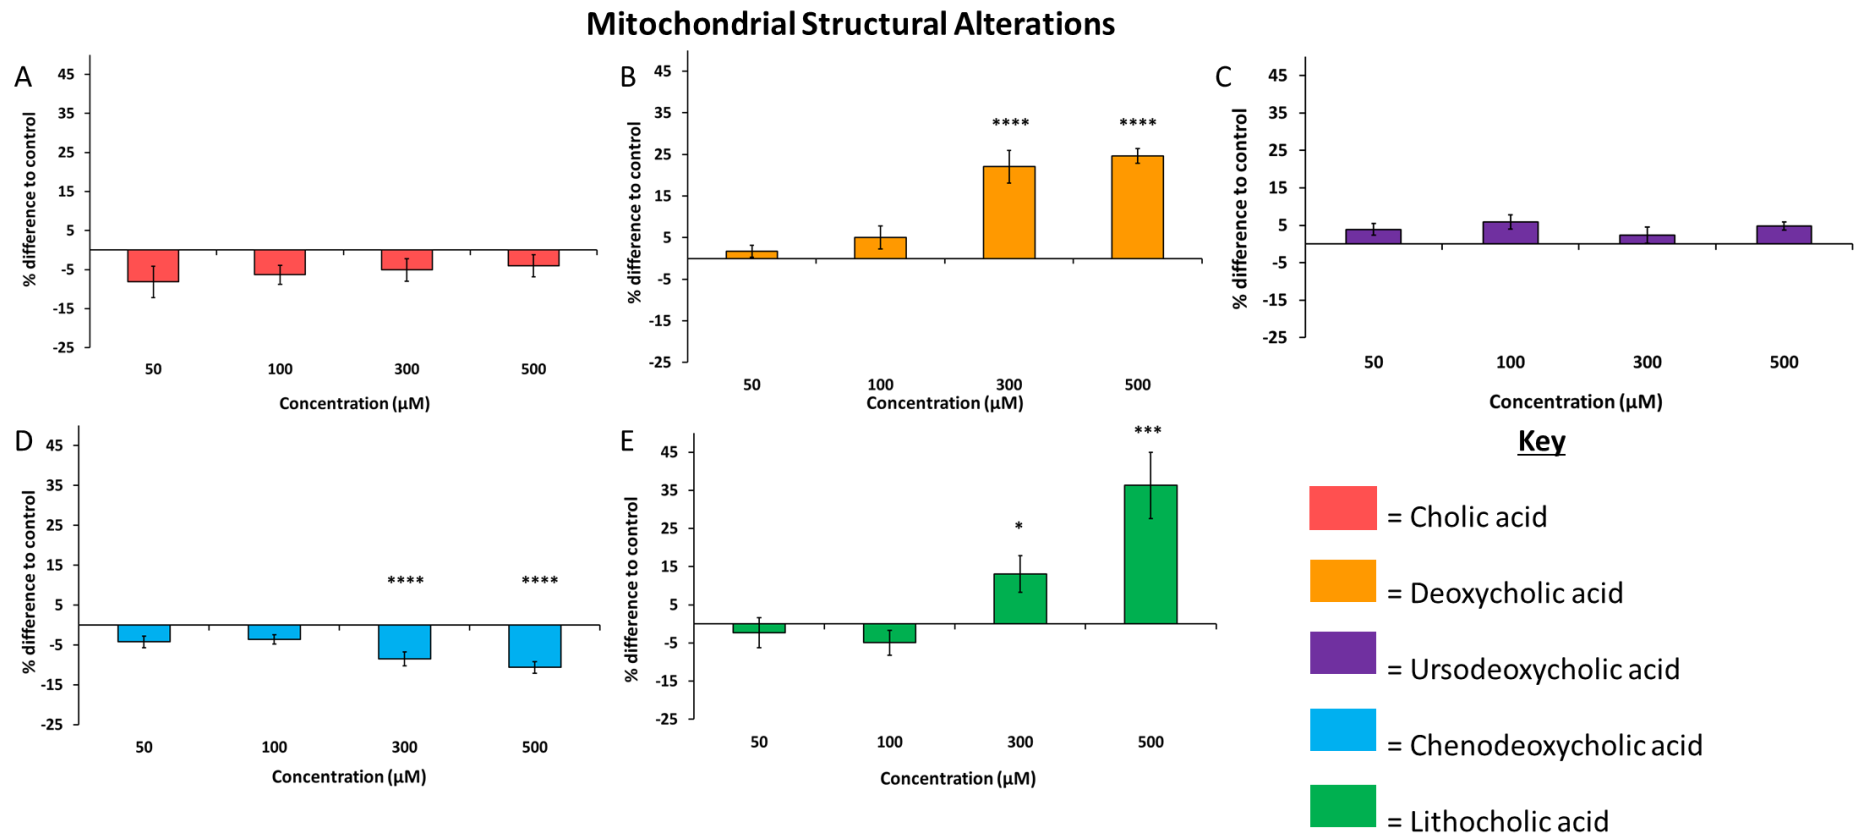 Mitochondrial Structural Alterations
A
% difference to control
45
35
25
15
5
-5
-15
-25
50 100 300 500
Concentration (µM)
B
% difference to control
45
35
25
15
5
-5
-15
-25
**** ****
50 100 300 500
Concentration (µM)
C
% difference to control
45
35
25
15
5
-5
-15
-25
50 100 300 500
Concentration (µM)
D
% difference to control
45
35
25
15
5
-5
-15
-25
**** ****
50 100 300 500
Concentration (µM)
E
% difference to control
45
35
25
15
5
-5
-15
-25
* ***
50 100 300 500
Concentration (µM)
Key
= Cholic acid
= Deoxycholic acid
= Ursodeoxycholic acid
= Chenodeoxycholic acid
= Lithocholic acid